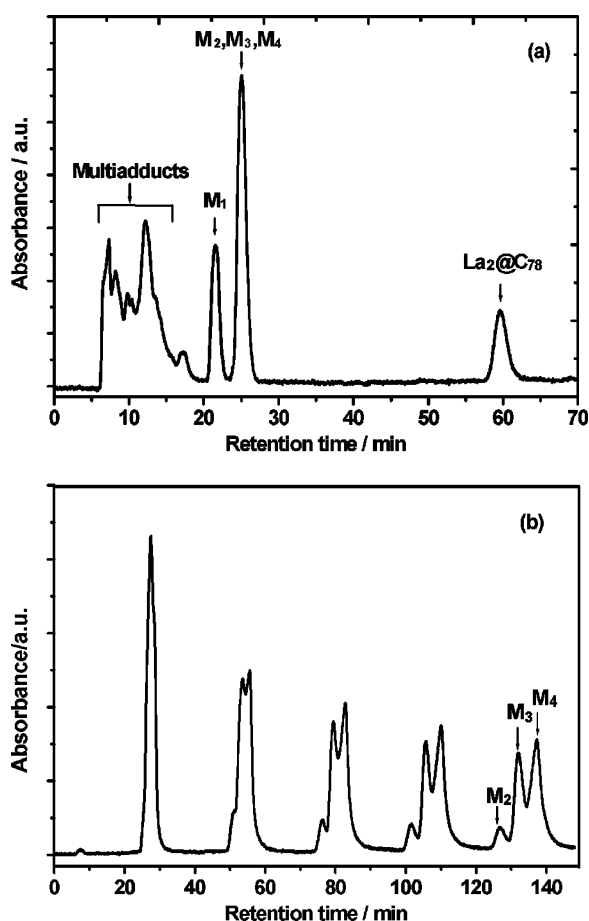 M₂,M₃,M₄
(a)
Multiadducts
M₁
La₂@C₇₈
Absorbance / a.u.
0 10 20 30 40 50 60 70
Retention time / min
(b)
M₃ M₄
M₂
Absorbance/a.u.
0 20 40 60 80 100 120 140
Retention time / min